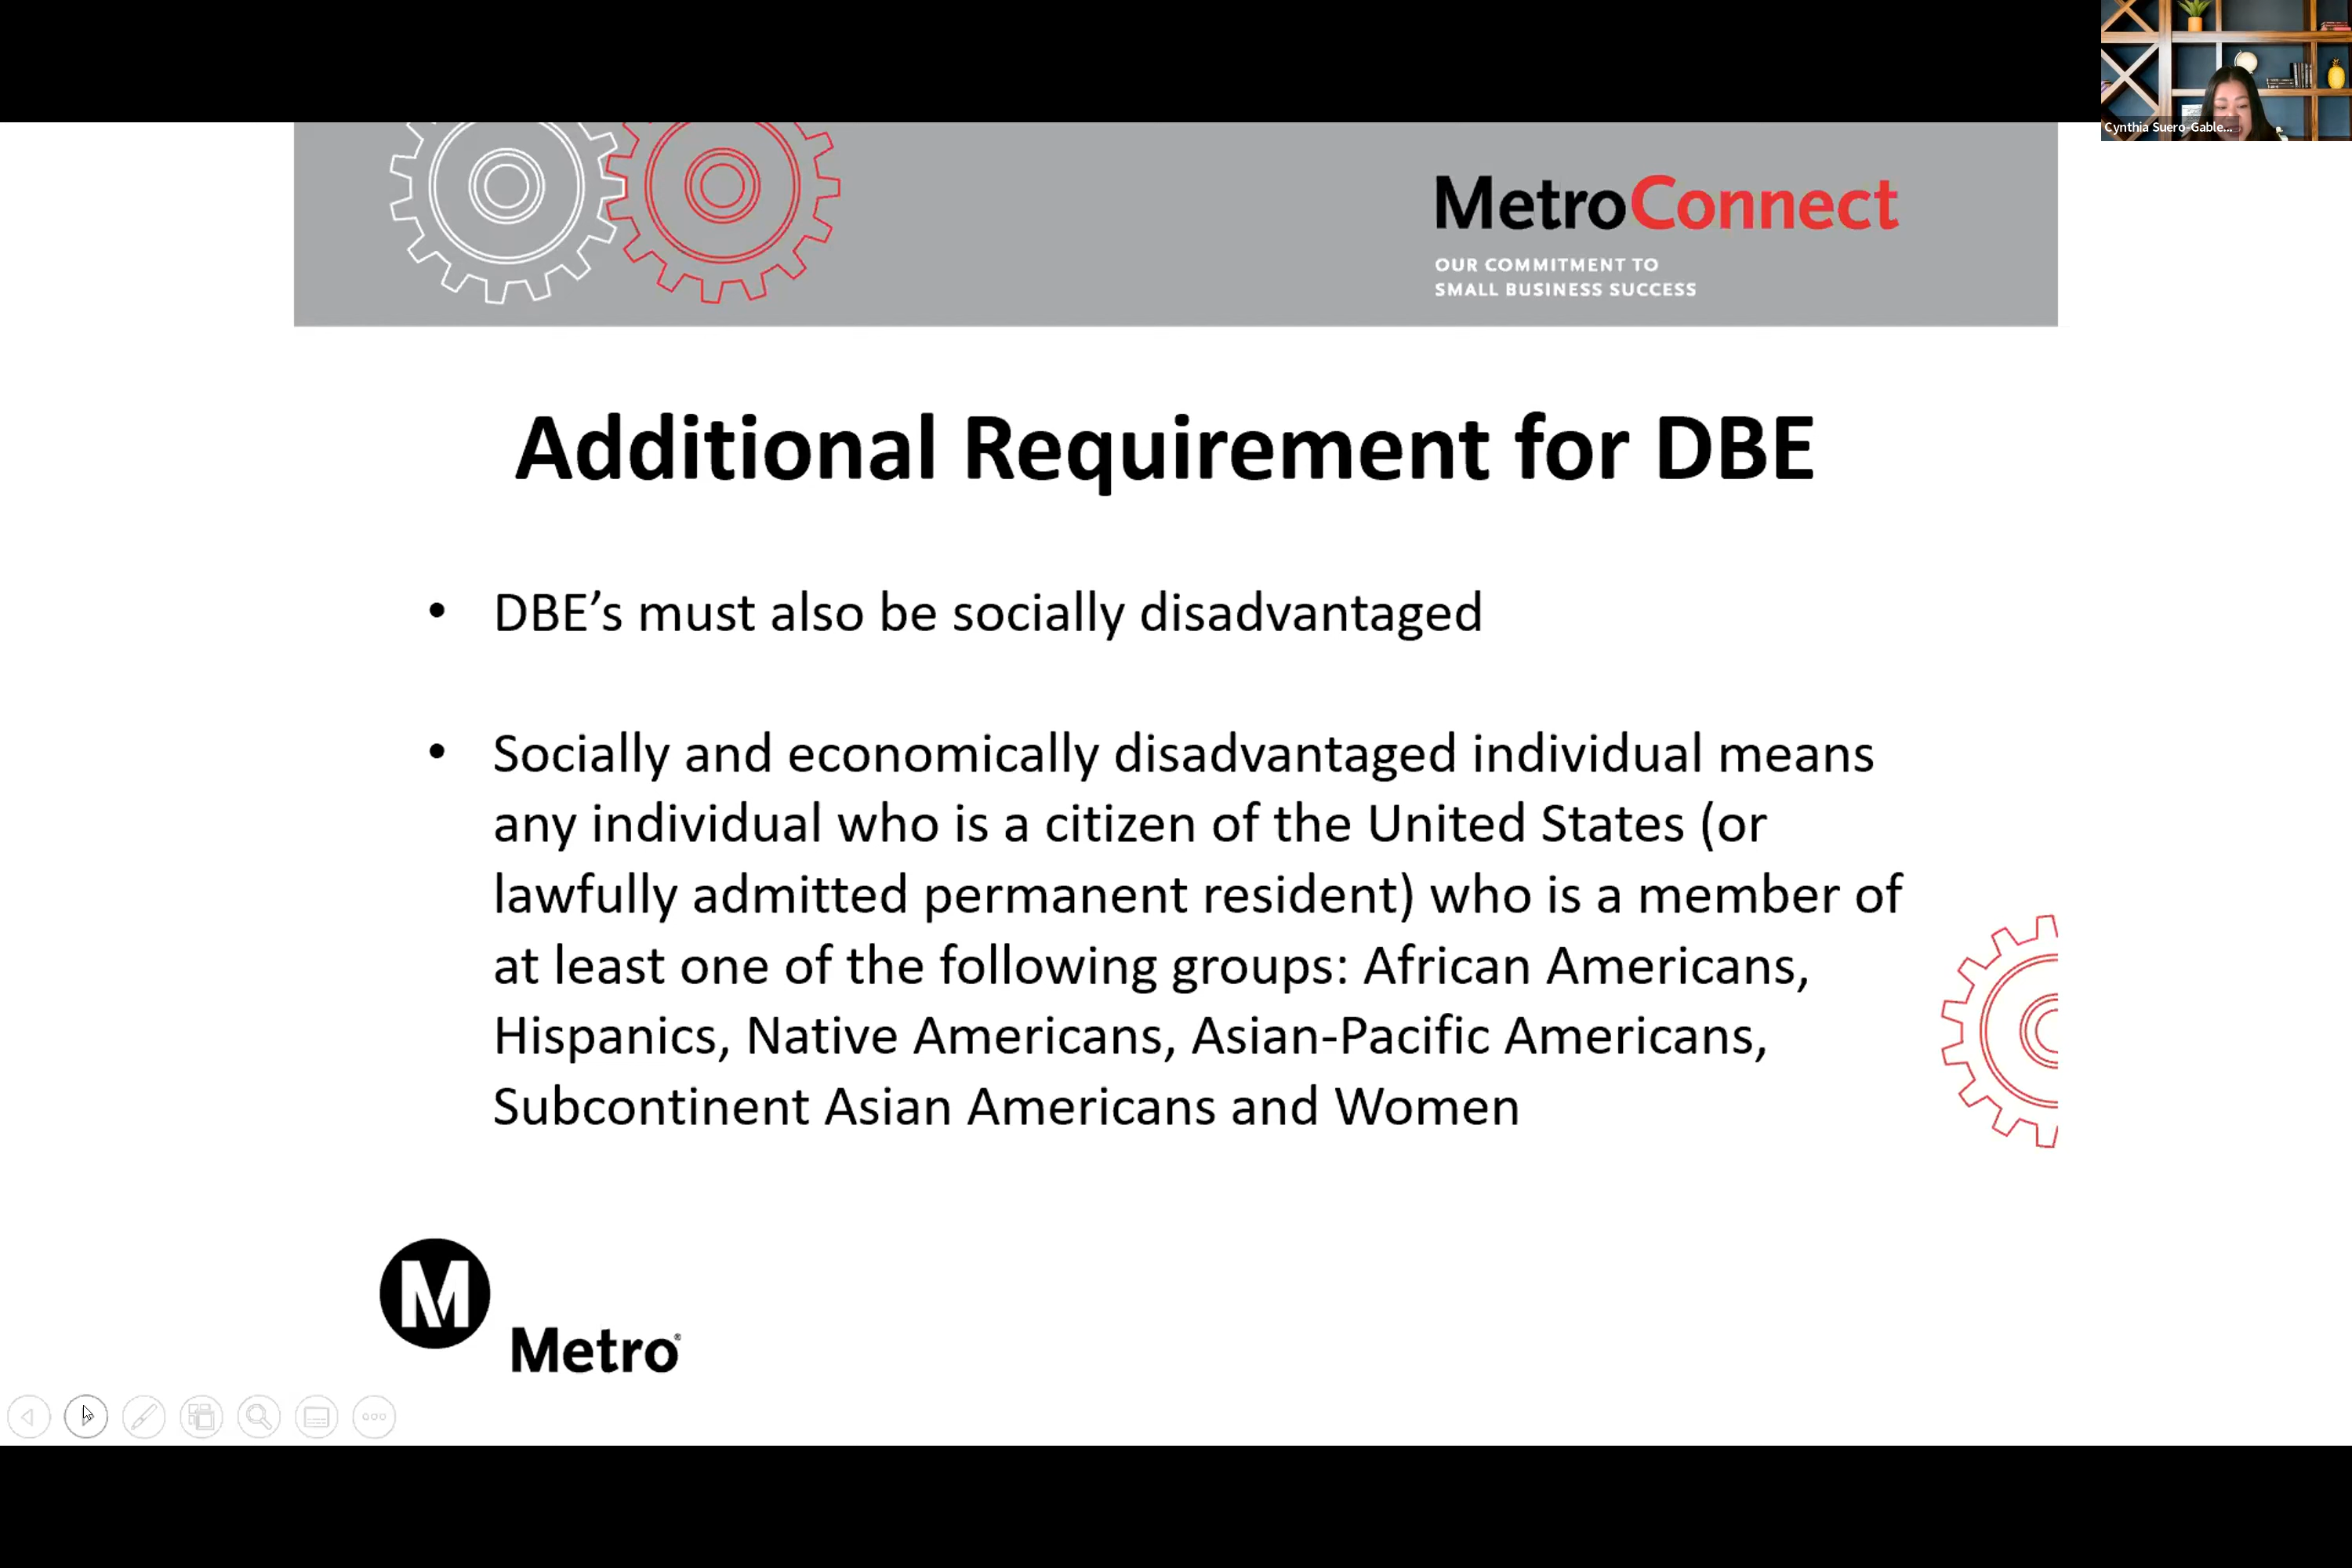 Cynthia Suero-Gable...
MetroConnect
OUR COMMITMENT TO
SMALL BUSINESS SUCCESS
Additional Requirement for DBE
• DBE’s must also be socially disadvantaged
• Socially and economically disadvantaged individual means
any individual who is a citizen of the United States (or
lawfully admitted permanent resident) who is a member of
at least one of the following groups: African Americans,
Hispanics, Native Americans, Asian-Pacific Americans,
Subcontinent Asian Americans and Women
M
Metro®